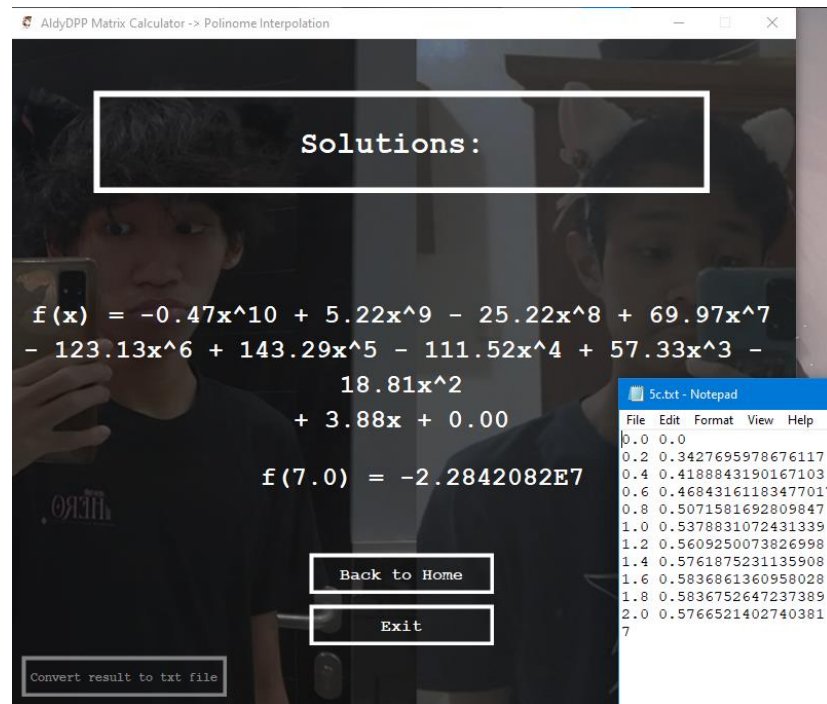 AldyDPP Matrix Calculator -> Polinome Interpolation
Solutions:
f(x) = -0.47x^10 + 5.22x^9 - 25.22x^8 + 69.97x^7
- 123.13x^6 + 143.29x^5 - 111.52x^4 + 57.33x^3 -
18.81x^2
+ 3.88x + 0.00
f(7.0) = -2.2842082E7
Back to Home
Exit
Convert result to txt file
5c.txt - Notepad
File Edit Format View Help
0.0 0.0
0.2 0.3427695978676117
0.4 0.4188843190167103
0.6 0.4684316118347701
0.8 0.5071581692809847
1.0 0.5378831072431339
1.2 0.5609250073826998
1.4 0.5761875231135908
1.6 0.5836861360958028
1.8 0.5836752647237389
2.0 0.5766521402740381
7